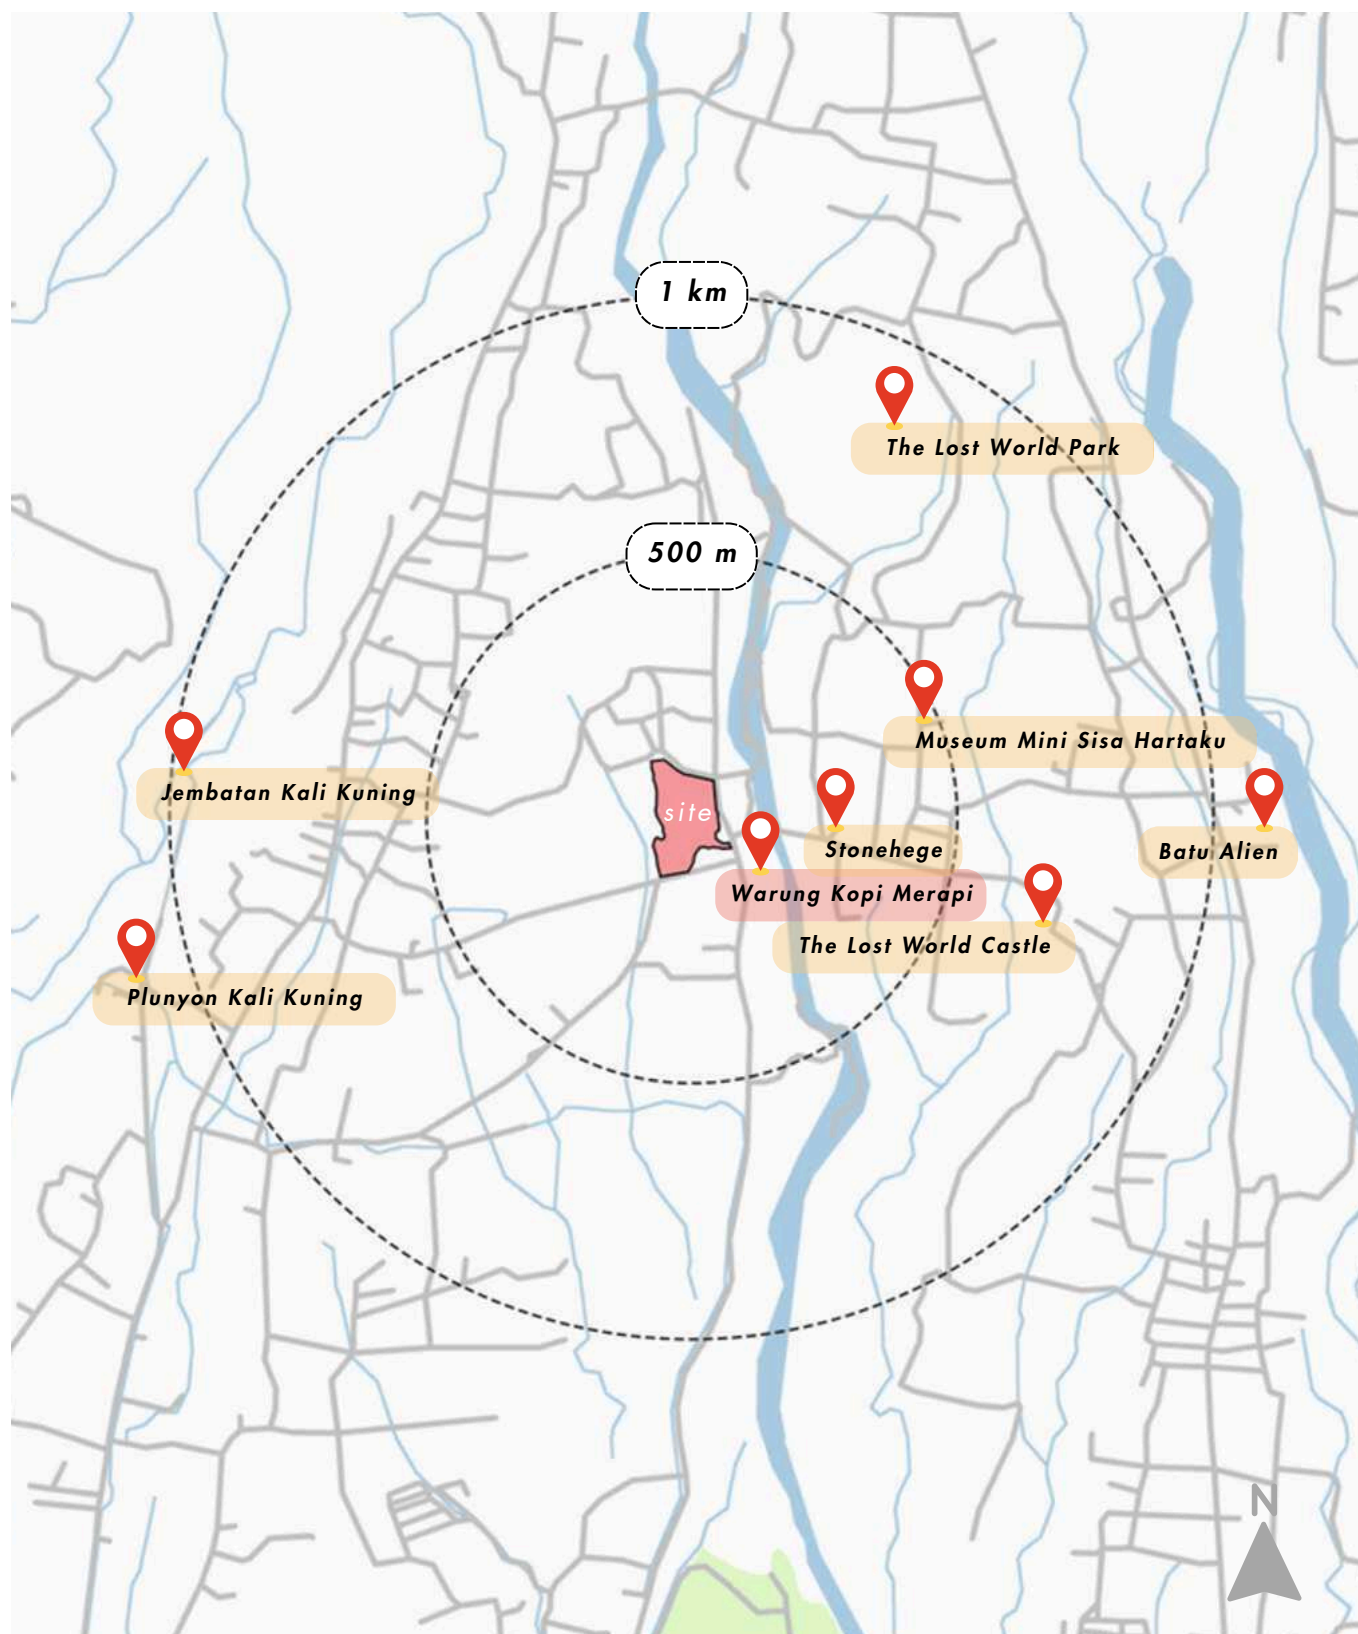 1 km
The Lost World Park
500 m
Museum Mini Sisa Hartaku
Jembatan Kali Kuning
site
Stonehege
Batu Alien
Warung Kopi Merapi
The Lost World Castle
Plunyon Kali Kuning
N